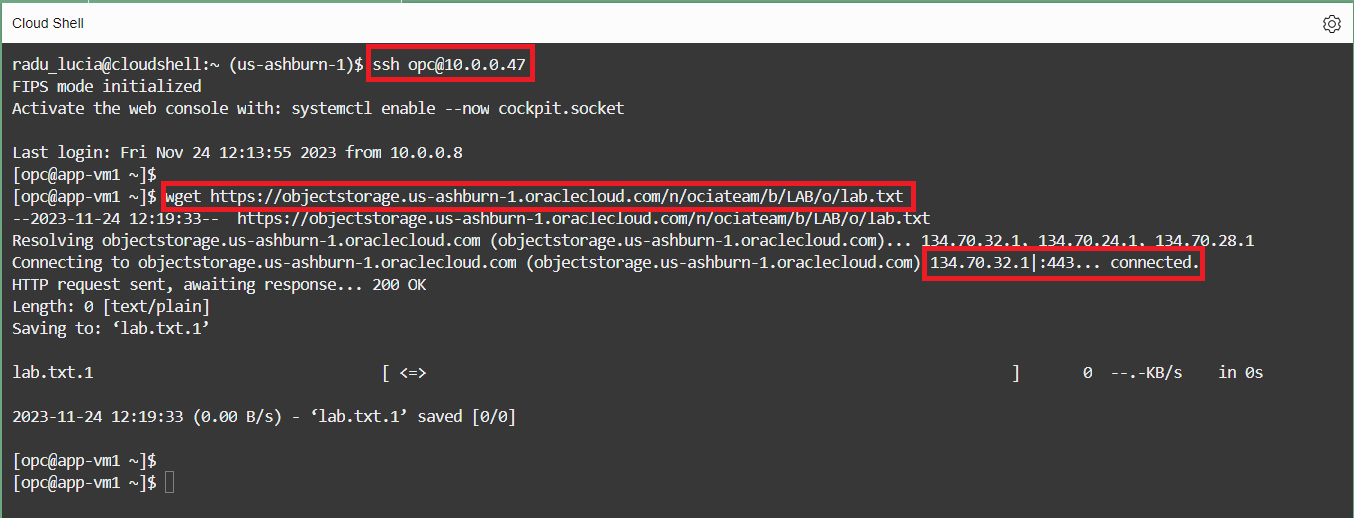 Cloud Shell
radu_lucia@cloudshell:~ (us-ashburn-1)$ ssh opc@10.0.0.47
FIPS mode initialized
Activate the web console with: systemctl enable --now cockpit.socket
Last login: Fri Nov 24 12:13:55 2023 from 10.0.0.8
[opc@app-vm1 ~]$
[opc@app-vm1 ~]$ wget https://objectstorage.us-ashburn-1.oraclecloud.com/n/ociateam/b/LAB/o/lab.txt
--2023-11-24 12:19:33--  https://objectstorage.us-ashburn-1.oraclecloud.com/n/ociateam/b/LAB/o/lab.txt
Resolving objectstorage.us-ashburn-1.oraclecloud.com (objectstorage.us-ashburn-1.oraclecloud.com)... 134.70.32.1, 134.70.24.1, 134.70.28.1
Connecting to objectstorage.us-ashburn-1.oraclecloud.com (objectstorage.us-ashburn-1.oraclecloud.com) 134.70.32.1|:443... connected.
HTTP request sent, awaiting response... 200 OK
Length: 0 [text/plain]
Saving to: ‘lab.txt.1’
lab.txt.1 [ <=> ] 0 --.-KB/s in 0s
2023-11-24 12:19:33 (0.00 B/s) - ‘lab.txt.1’ saved [0/0]
[opc@app-vm1 ~]$
[opc@app-vm1 ~]$